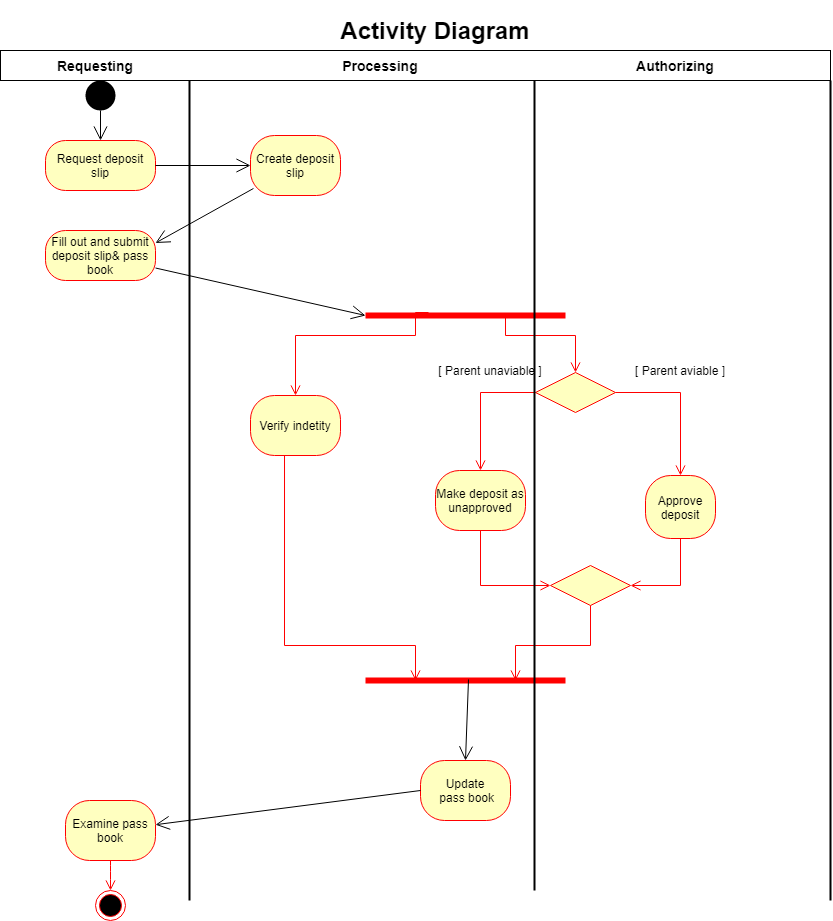 Activity Diagram
Requesting
Processing
Authorizing
Request deposit
slip
Create deposit
slip
Fill out and submit
deposit slip& pass
book
[ Parent unaviable ]
[ Parent aviable ]
Verify indetity
Make deposit as
unapproved
Approve
deposit
Update
pass book
Examine pass
book